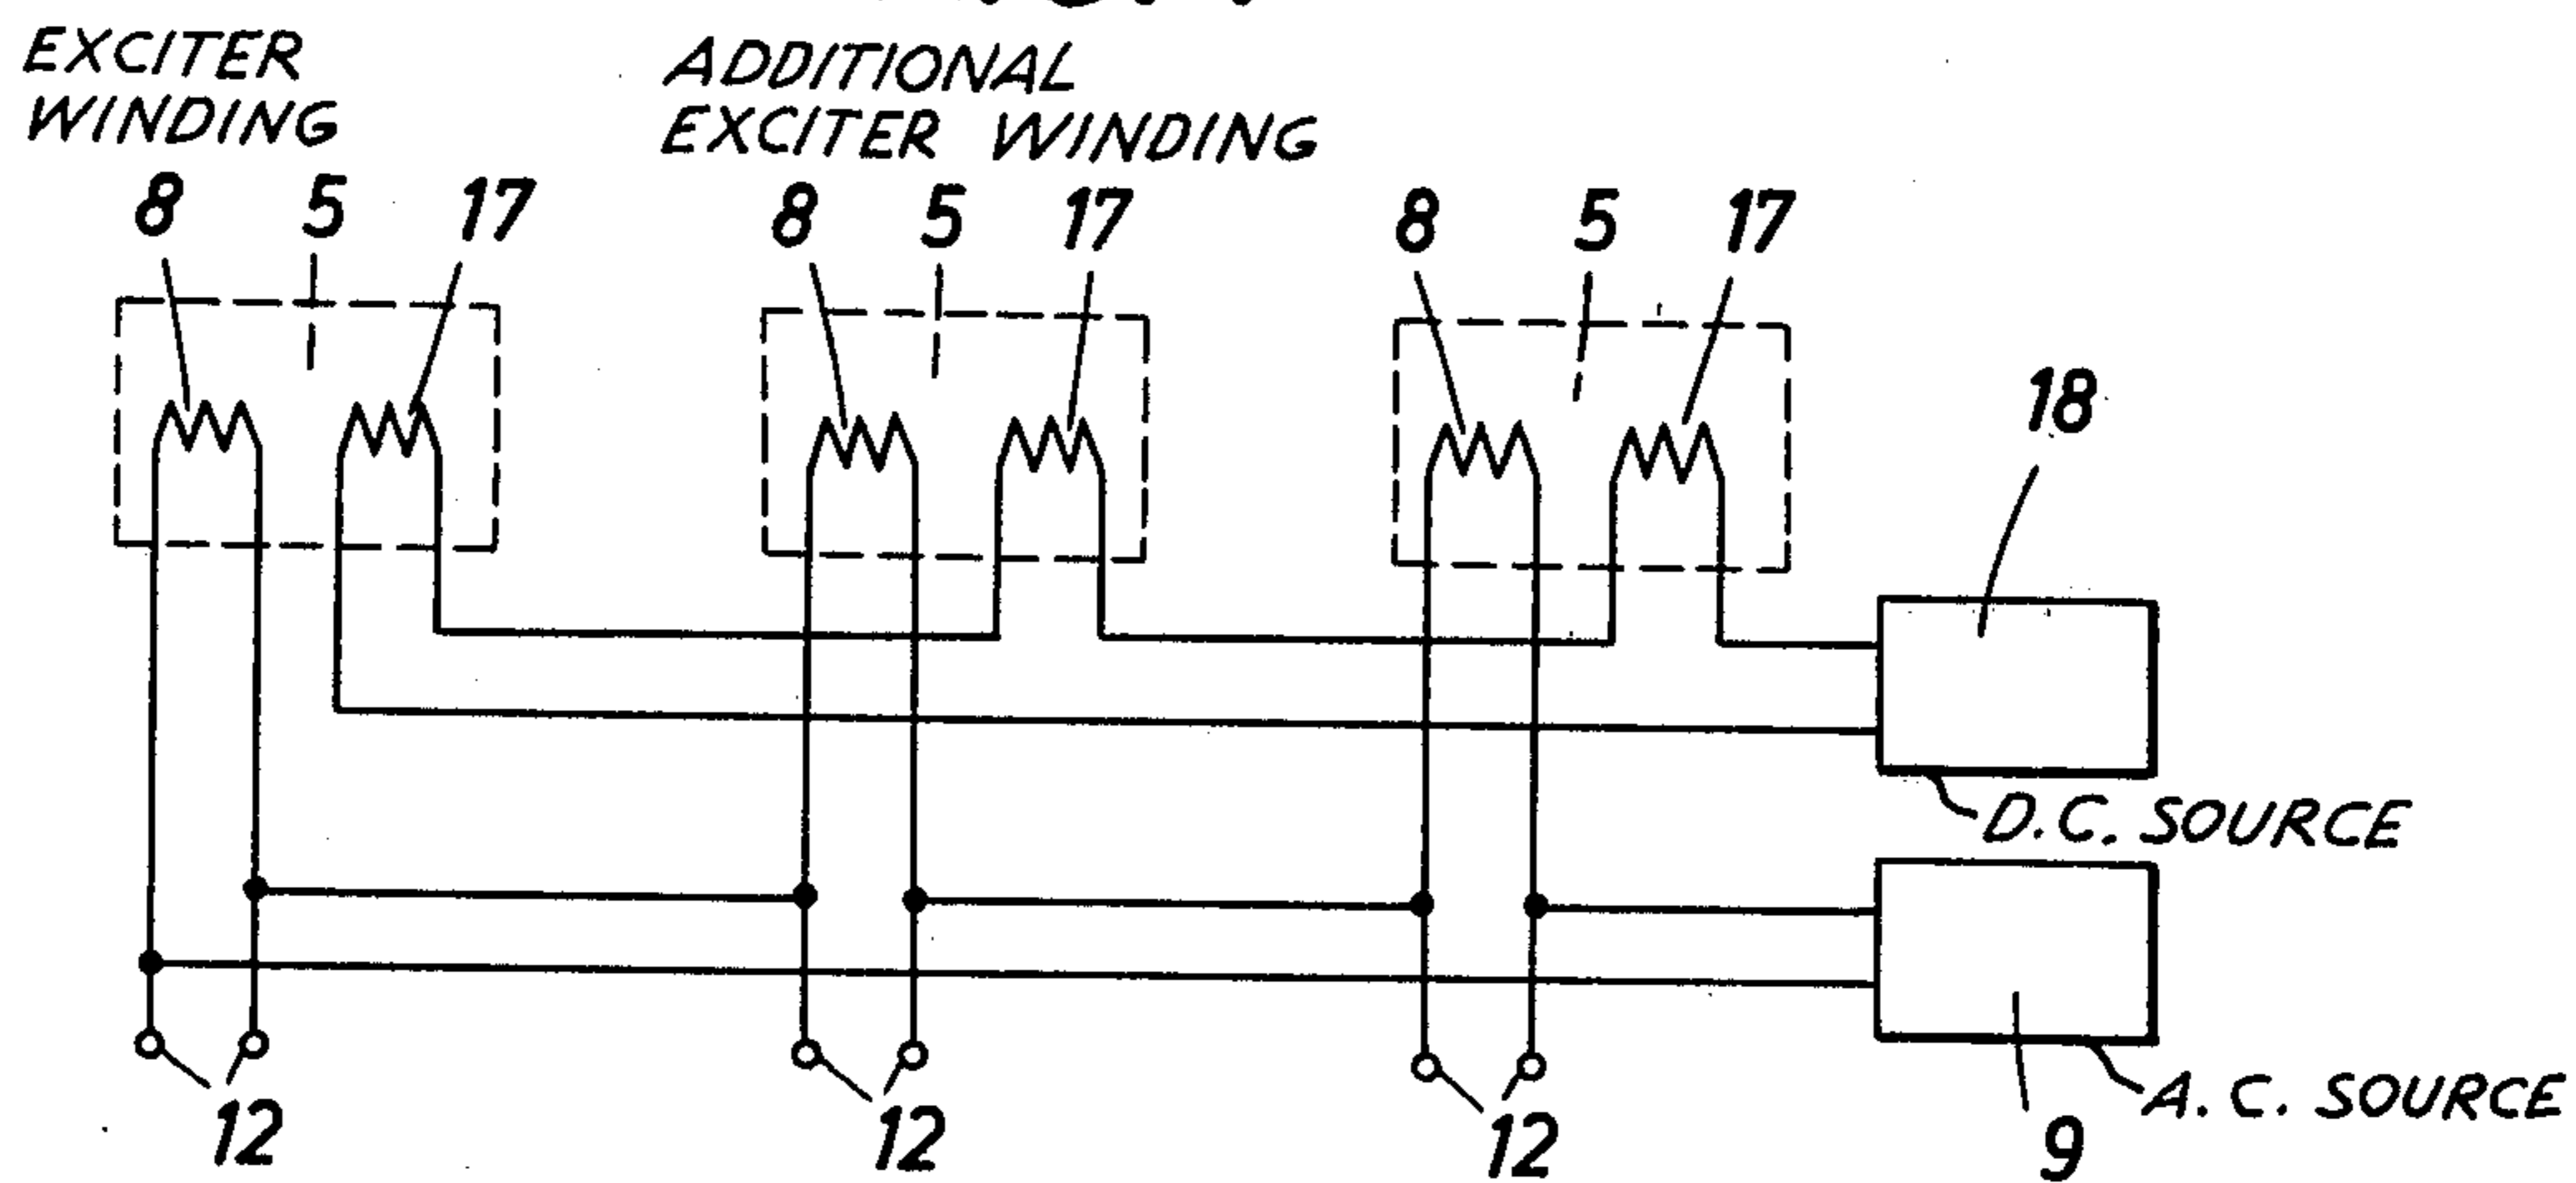 EXCITER
WINDING
ADDITIONAL
EXCITER WINDING
8 5 17
8 5 17
8 5 17
18
D.C. SOURCE
A.C. SOURCE
12
12
12
9